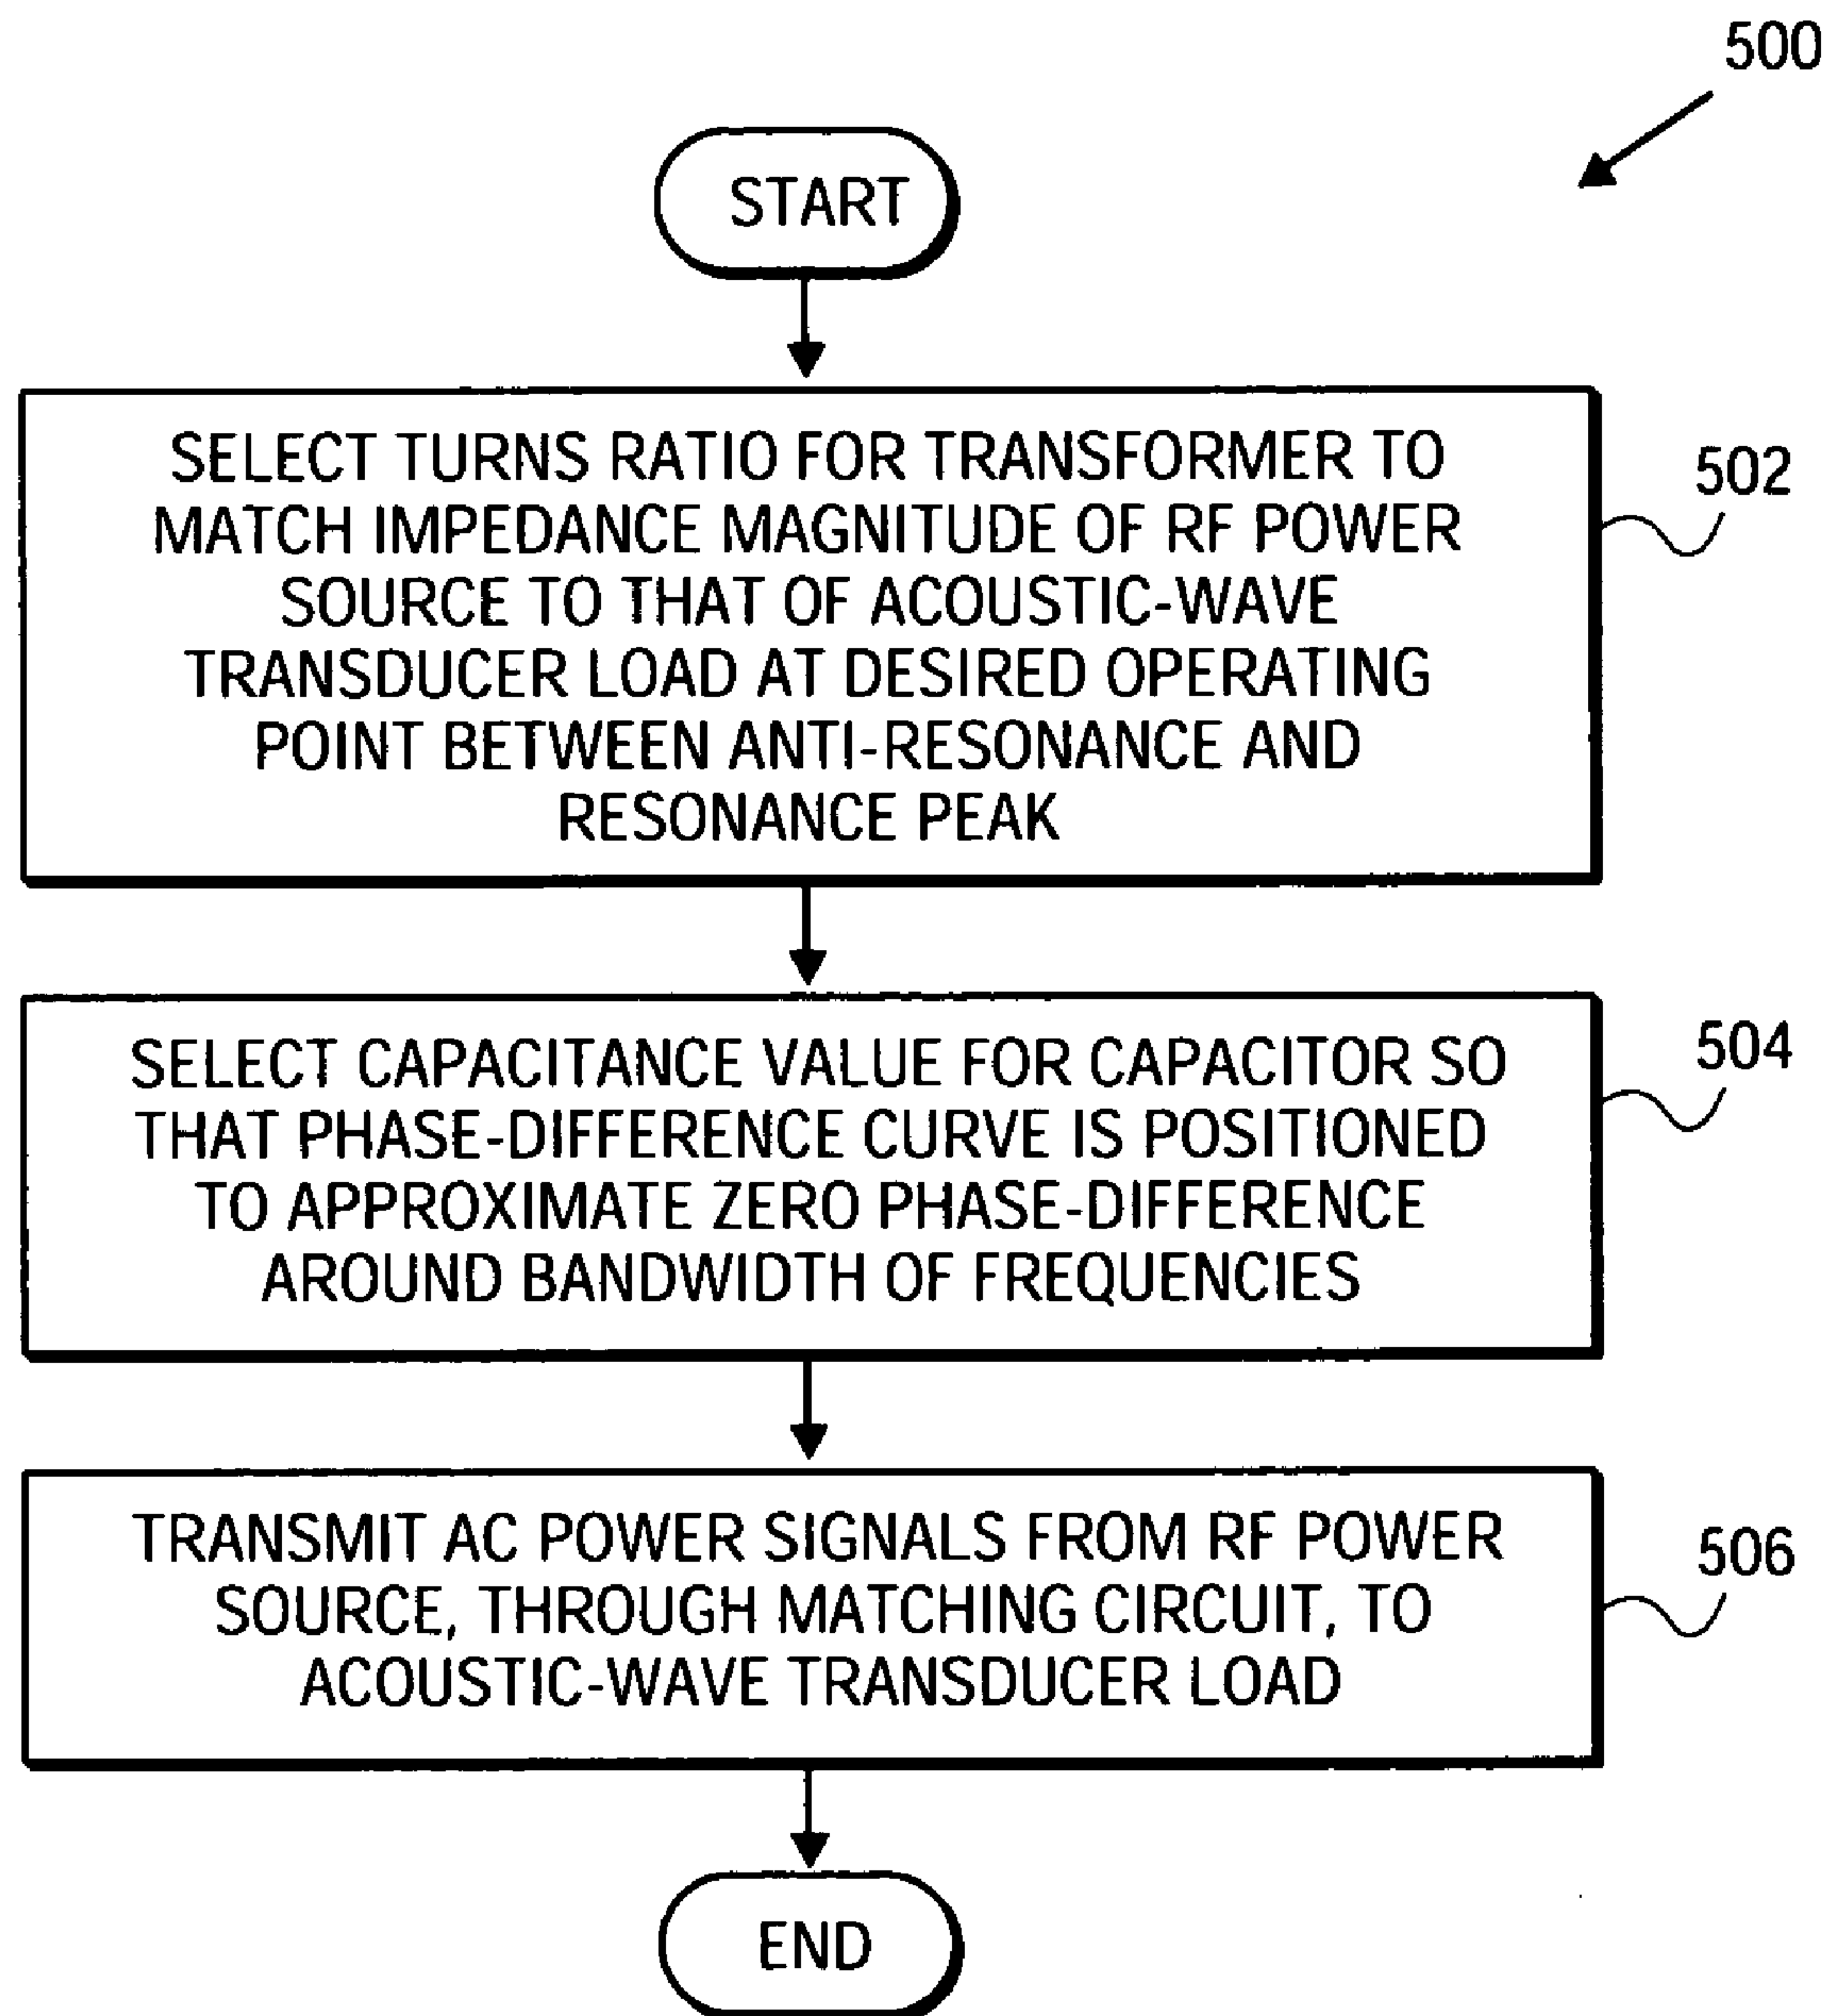 500
START
SELECT TURNS RATIO FOR TRANSFORMER TO
MATCH IMPEDANCE MAGNITUDE OF RF POWER
SOURCE TO THAT OF ACOUSTIC-WAVE
TRANSDUCER LOAD AT DESIRED OPERATING
POINT BETWEEN ANTI-RESONANCE AND
RESONANCE PEAK
502
SELECT CAPACITANCE VALUE FOR CAPACITOR SO
THAT PHASE-DIFFERENCE CURVE IS POSITIONED
TO APPROXIMATE ZERO PHASE-DIFFERENCE
AROUND BANDWIDTH OF FREQUENCIES
504
TRANSMIT AC POWER SIGNALS FROM RF POWER
SOURCE, THROUGH MATCHING CIRCUIT, TO
ACOUSTIC-WAVE TRANSDUCER LOAD
506
END